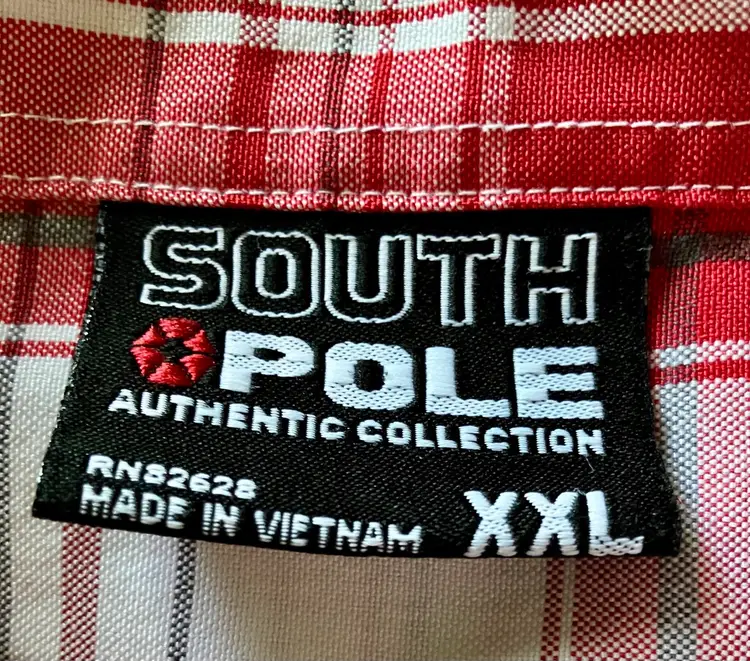 SOUTH
POLE
AUTHENTIC COLLECTION
RN82628
MADE IN VIETNAM
XXL